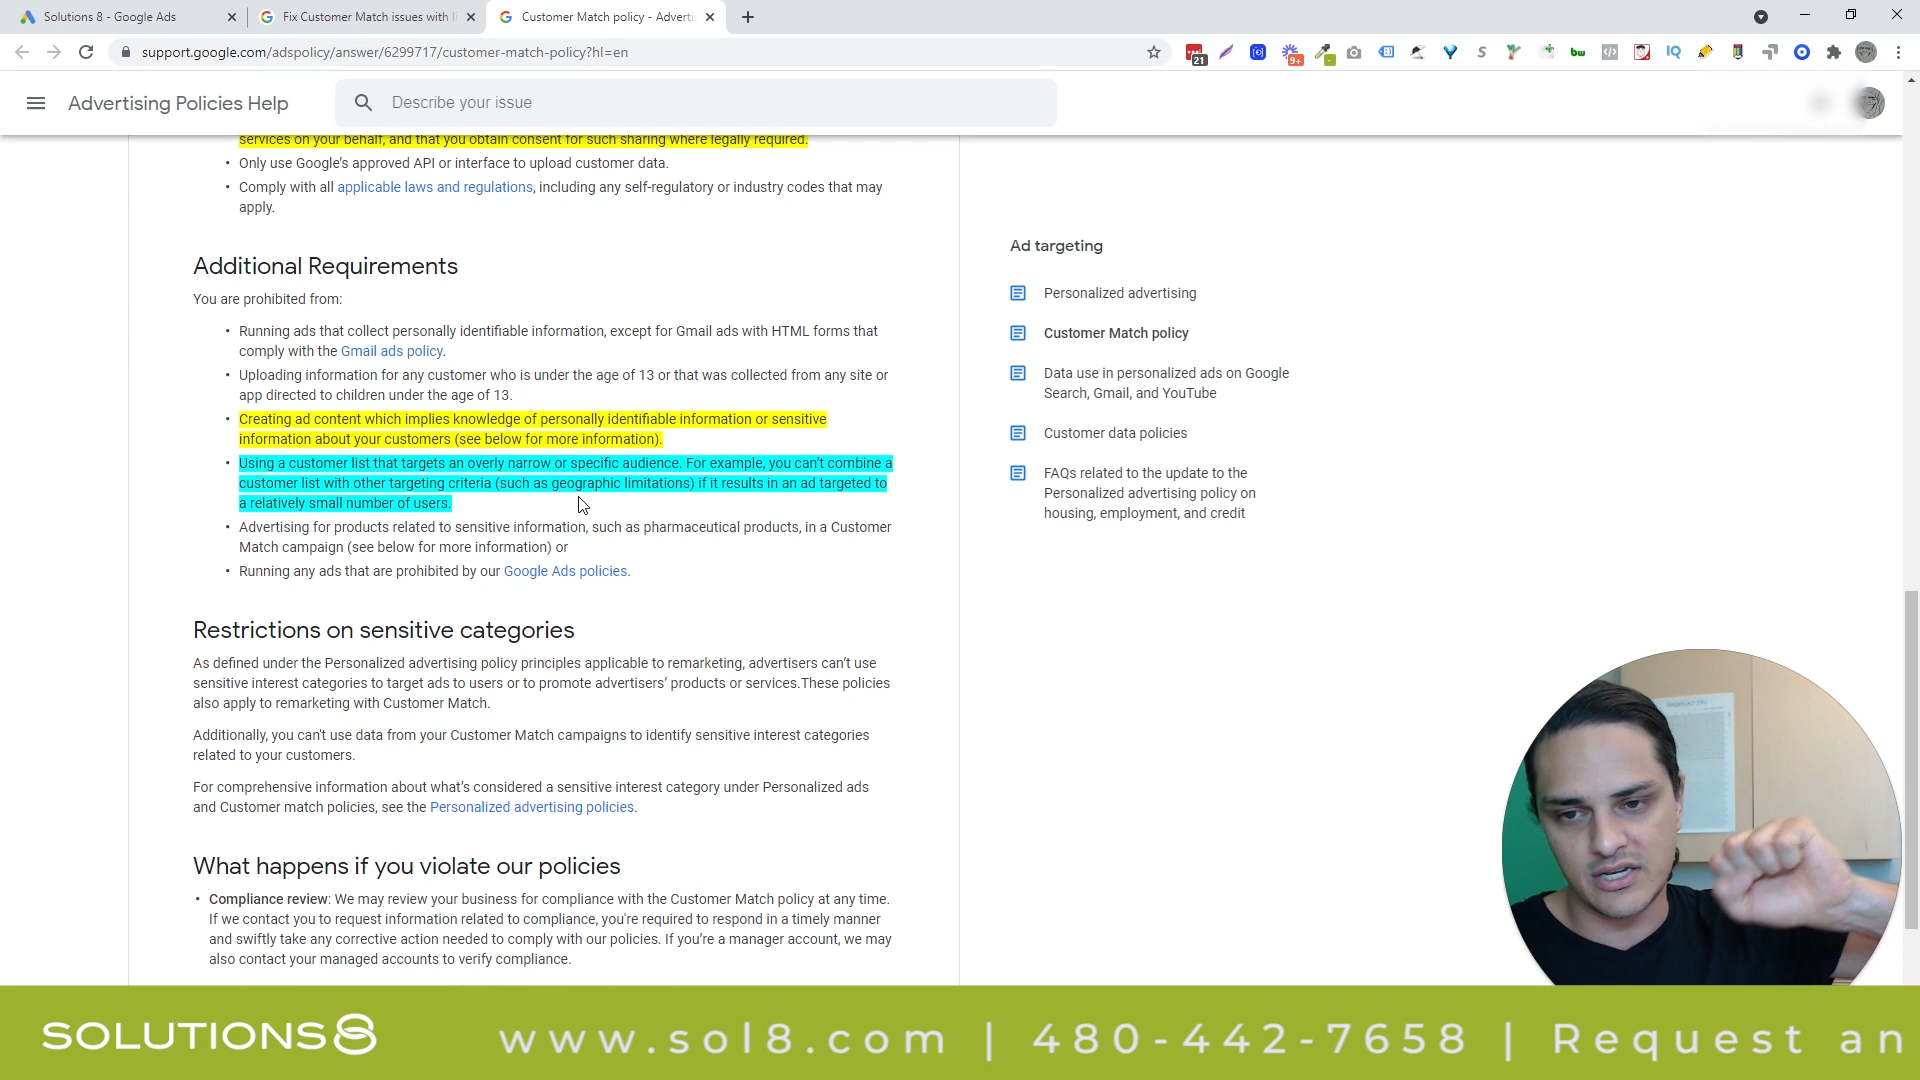 Solutions 8 - Google Ads
Fix Customer Match issues with li
Customer Match policy - Adverti
support.google.com/adspolicy/answer/6299717/customer-match-policy?hl=en
21
9+
bw
IQ
Advertising Policies Help
Describe your issue
services on your behalf, and that you obtain consent for such sharing where legally required.
• Only use Google's approved API or interface to upload customer data.
• Comply with all applicable laws and regulations, including any self-regulatory or industry codes that may
apply.
Additional Requirements
You are prohibited from:
• Running ads that collect personally identifiable information, except for Gmail ads with HTML forms that
comply with the Gmail ads policy.
• Uploading information for any customer who is under the age of 13 or that was collected from any site or
app directed to children under the age of 13.
• Creating ad content which implies knowledge of personally identifiable information or sensitive
information about your customers (see below for more information).
• Using a customer list that targets an overly narrow or specific audience. For example, you can't combine a
customer list with other targeting criteria (such as geographic limitations) if it results in an ad targeted to
a relatively small number of users.
• Advertising for products related to sensitive information, such as pharmaceutical products, in a Customer
Match campaign (see below for more information) or
• Running any ads that are prohibited by our Google Ads policies.
Restrictions on sensitive categories
As defined under the Personalized advertising policy principles applicable to remarketing, advertisers can't use
sensitive interest categories to target ads to users or to promote advertisers' products or services.These policies
also apply to remarketing with Customer Match.
Additionally, you can't use data from your Customer Match campaigns to identify sensitive interest categories
related to your customers.
For comprehensive information about what's considered a sensitive interest category under Personalized ads
and Customer match policies, see the Personalized advertising policies.
What happens if you violate our policies
• Compliance review: We may review your business for compliance with the Customer Match policy at any time.
If we contact you to request information related to compliance, you're required to respond in a timely manner
and swiftly take any corrective action needed to comply with our policies. If you're a manager account, we may
also contact your managed accounts to verify compliance.
Ad targeting
Personalized advertising
Customer Match policy
Data use in personalized ads on Google
Search, Gmail, and YouTube
Customer data policies
FAQs related to the update to the
Personalized advertising policy on
housing, employment, and credit
SOLUTIONS 8
www.sol8.com | 480-442-7658 | Request an